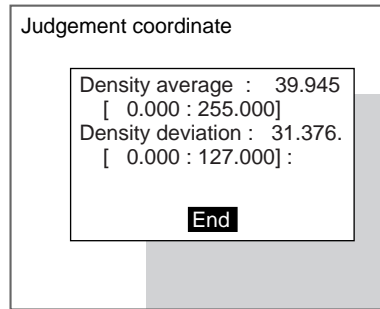 Judgement coordinate
Density average : 39.945
[ 0.000 : 255.000]
Density deviation : 31.376.
[ 0.000 : 127.000] :
End